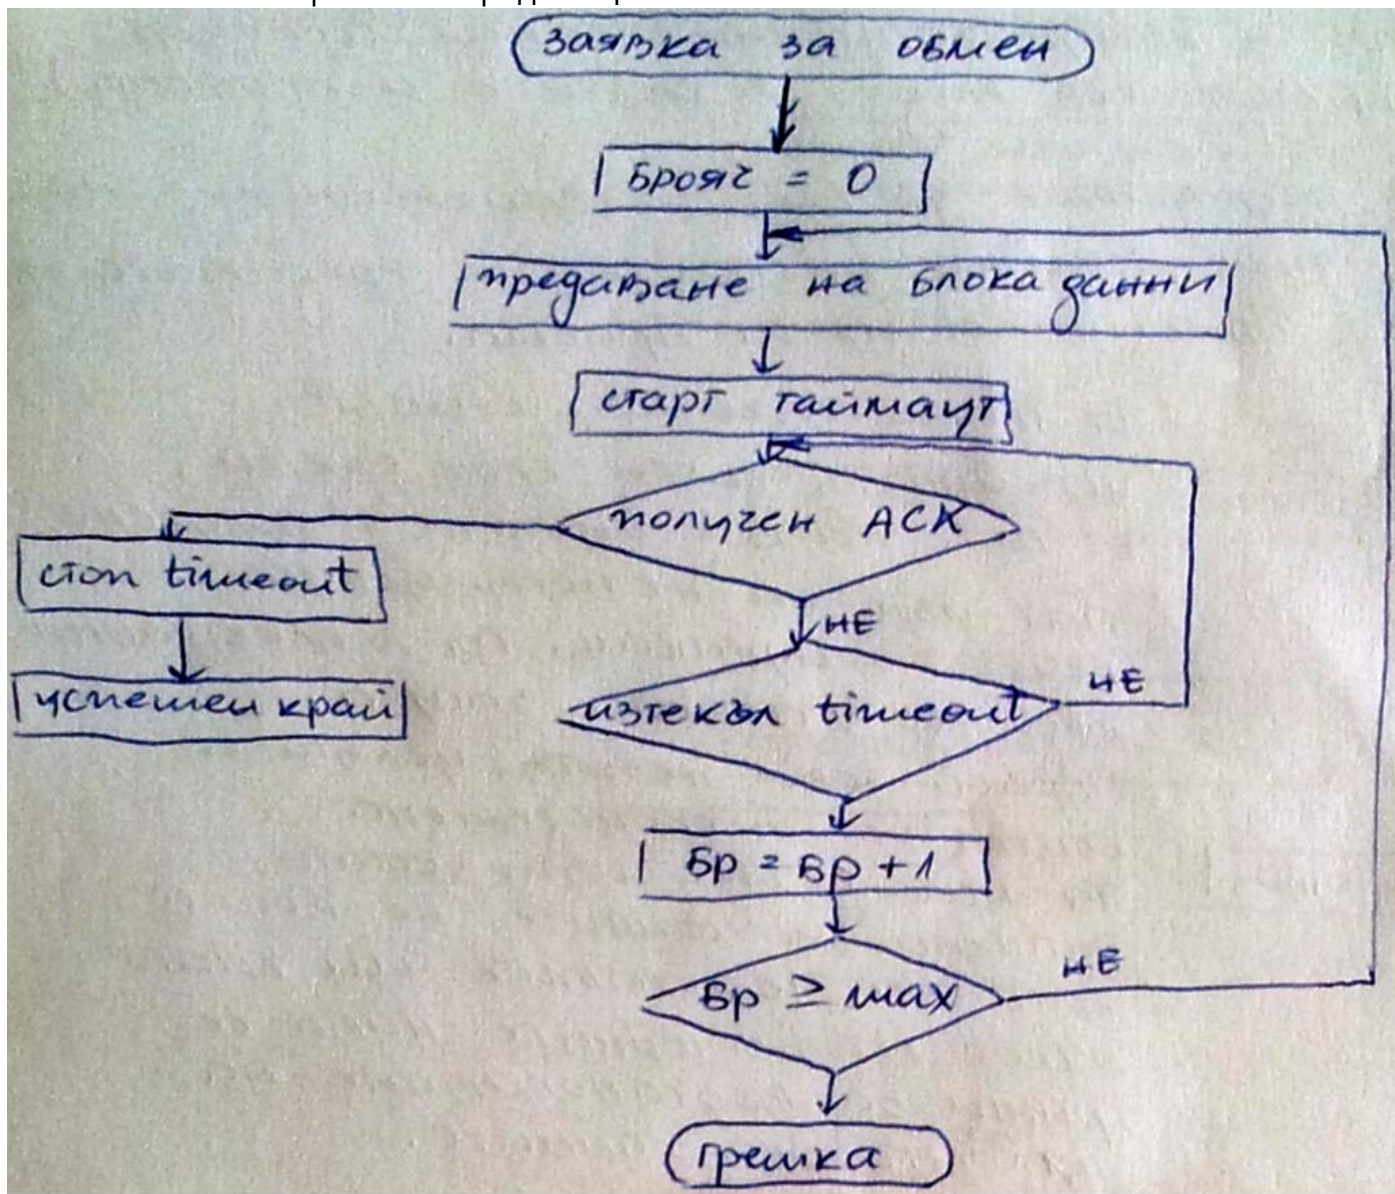 заявка за обмен
Брояч = 0
предаване на блока данни
старт таймаут
получен ACK
стоп timeout
НЕ
успешен край
изтекъл timeout
НЕ
Бр = Бр + 1
Бр ≥ max
НЕ
грешка